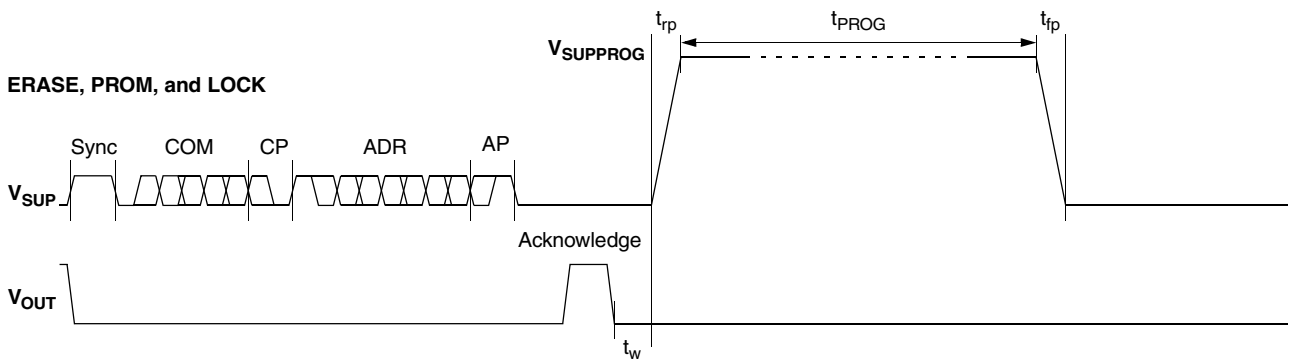 t_rp t_PROG t_fp
V_SUPPROG
ERASE, PROM, and LOCK
Sync COM CP ADR AP
V_SUP
Acknowledge
V_OUT
t_w